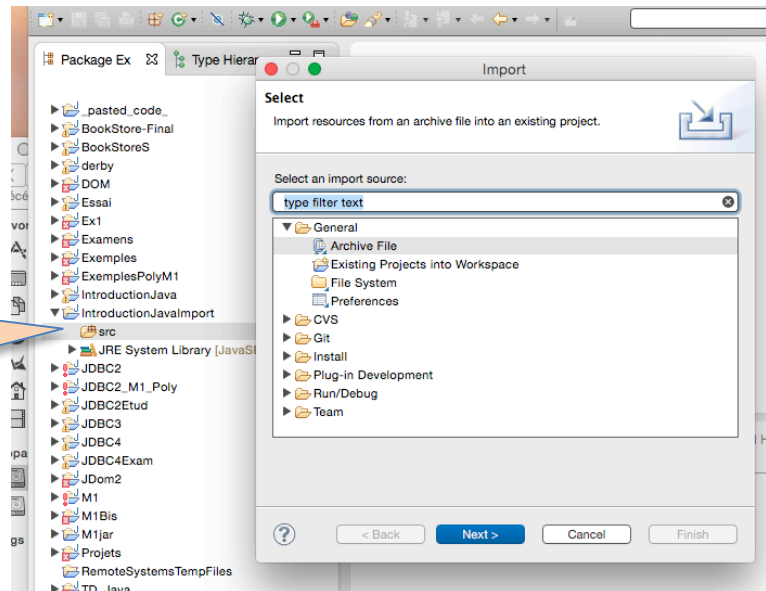 Package Ex
Type Hierar
_pasted_code_
BookStore-Final
BookStoreS
derby
DOM
Essai
Ex1
Examens
Exemples
ExemplesPolyM1
IntroductionJava
IntroductionJavaImport
src
JRE System Library [JavaSE
JDBC2
JDBC2_M1_Poly
JDBC2Etud
JDBC3
JDBC4
JDBC4Exam
JDom2
M1
M1Bis
M1jar
Projets
RemoteSystemsTempFiles
TD_Java
Import
Select
Import resources from an archive file into an existing project.
Select an import source:
type filter text
General
Archive File
Existing Projects into Workspace
File System
Preferences
CVS
Git
Install
Plug-in Development
Run/Debug
Team
?
< Back
Next >
Cancel
Finish